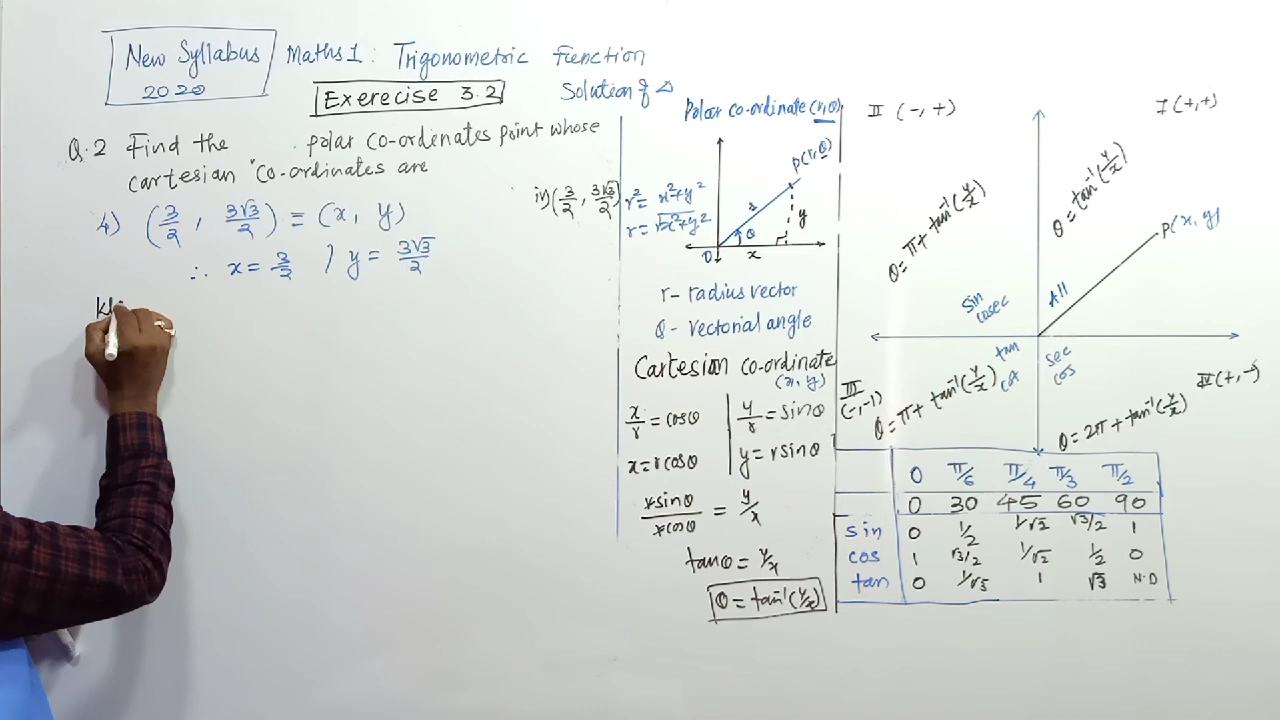 New Syllabus
2020
Maths 1 : Trigonometric Function
Exerecise 3.2
Solution of △
Q.2 Find the polar co-ordenates point whose
cartesian co-ordinates are
4) (3/2, 3√3/2) ≡ (x, y)
∴ x = 3/2 , y = 3√3/2
iv) (3/2, 3√3/2)
Polar co-ordinate (r, θ)
P(r, θ)
r² = x² + y²
r = √x² + y²
r
y
θ
O
x
r - radius vector
θ - vectorial angle
Cartesian co-ordinate
(x, y)
x/r = cosθ
x = r cosθ
y/r = sinθ
y = r sinθ
r sinθ / r cosθ = y/x
tanθ = y/x
θ = tan⁻¹(y/x)
II (-, +)
I (+, +)
θ = π + tan⁻¹(y/x)
θ = tan⁻¹(y/x)
P(x, y)
sin
cosec
All
tan
cot
sec
cos
III
(-, -1)
θ = π + tan⁻¹(y/x)
IV (+, -)
θ = 2π + tan⁻¹(y/x)
0 π/6 π/4 π/3 π/2
0 30 45 60 90
sin 0 1/2 1/√2 √3/2 1
cos 1 √3/2 1/√2 1/2 0
tan 0 1/√3 1 √3 N.D